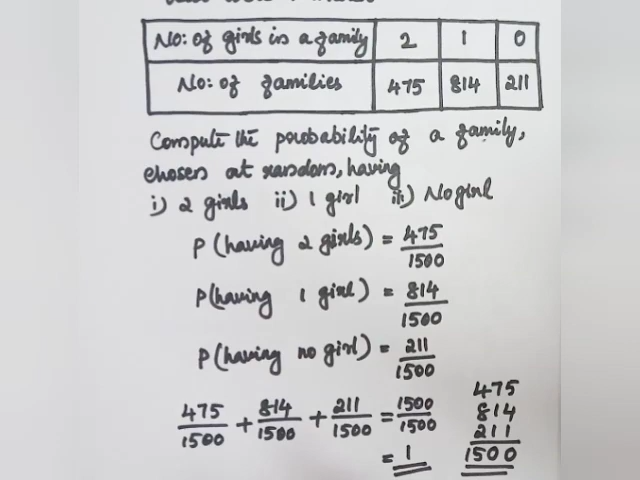 No: of girls in a family 2 1 0
No: of families 475 814 211
Compute the probability of a family,
chosen at random, having
i) 2 girls ii) 1 girl iii) No girl
P (having 2 girls) = 475/1500
P(having 1 girl) = 814/1500
P(having no girl) = 211/1500
475/1500 + 814/1500 + 211/1500 = 1500/1500
= 1
475
814
211
1500